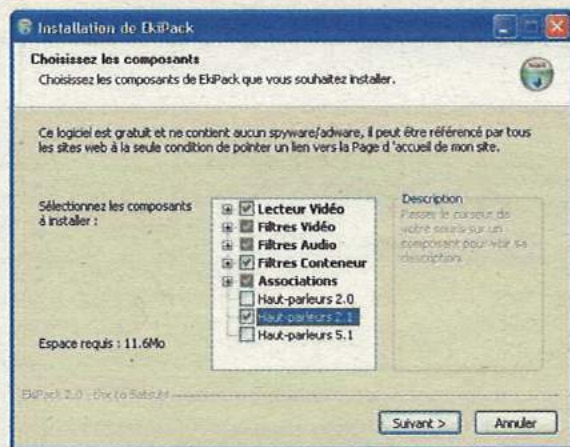 Installation de EkiPack
Choisissez les composants
Choisissez les composants de EkiPack que vous souhaitez installer.
Ce logiciel est gratuit et ne contient aucun spyware/adware, il peut être référencé par tous
les sites web à la seule condition de pointer un lien vers la Page d'accueil de mon site.
Sélectionnez les composants
à installer :
Lecteur Vidéo
Filtres Vidéo
Filtres Audio
Filtres Conteneur
Associations
Haut-parleurs 2.0
Haut-parleurs 2.1
Haut-parleurs 5.1
Description
Passez le curseur de
votre souris sur un
composant pour voir sa
description.
Espace requis : 11.6Mo
EkiPack 2.0 -
Suivant >
Annuler